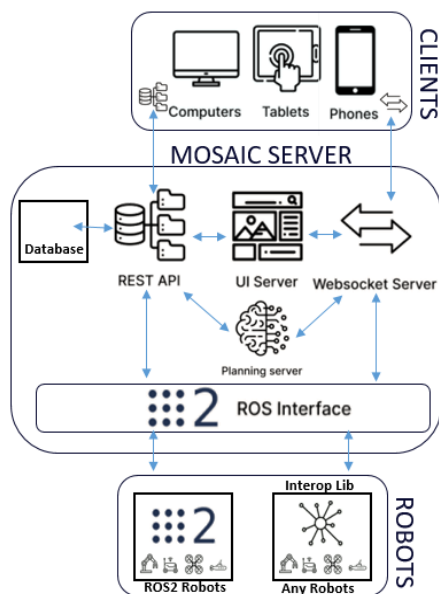 CLIENTS
Computers Tablets Phones
MOSAIC SERVER
Database
REST API UI Server Websocket Server
Planning server
2 ROS Interface
Interop Lib
2
ROS2 Robots Any Robots
ROBOTS